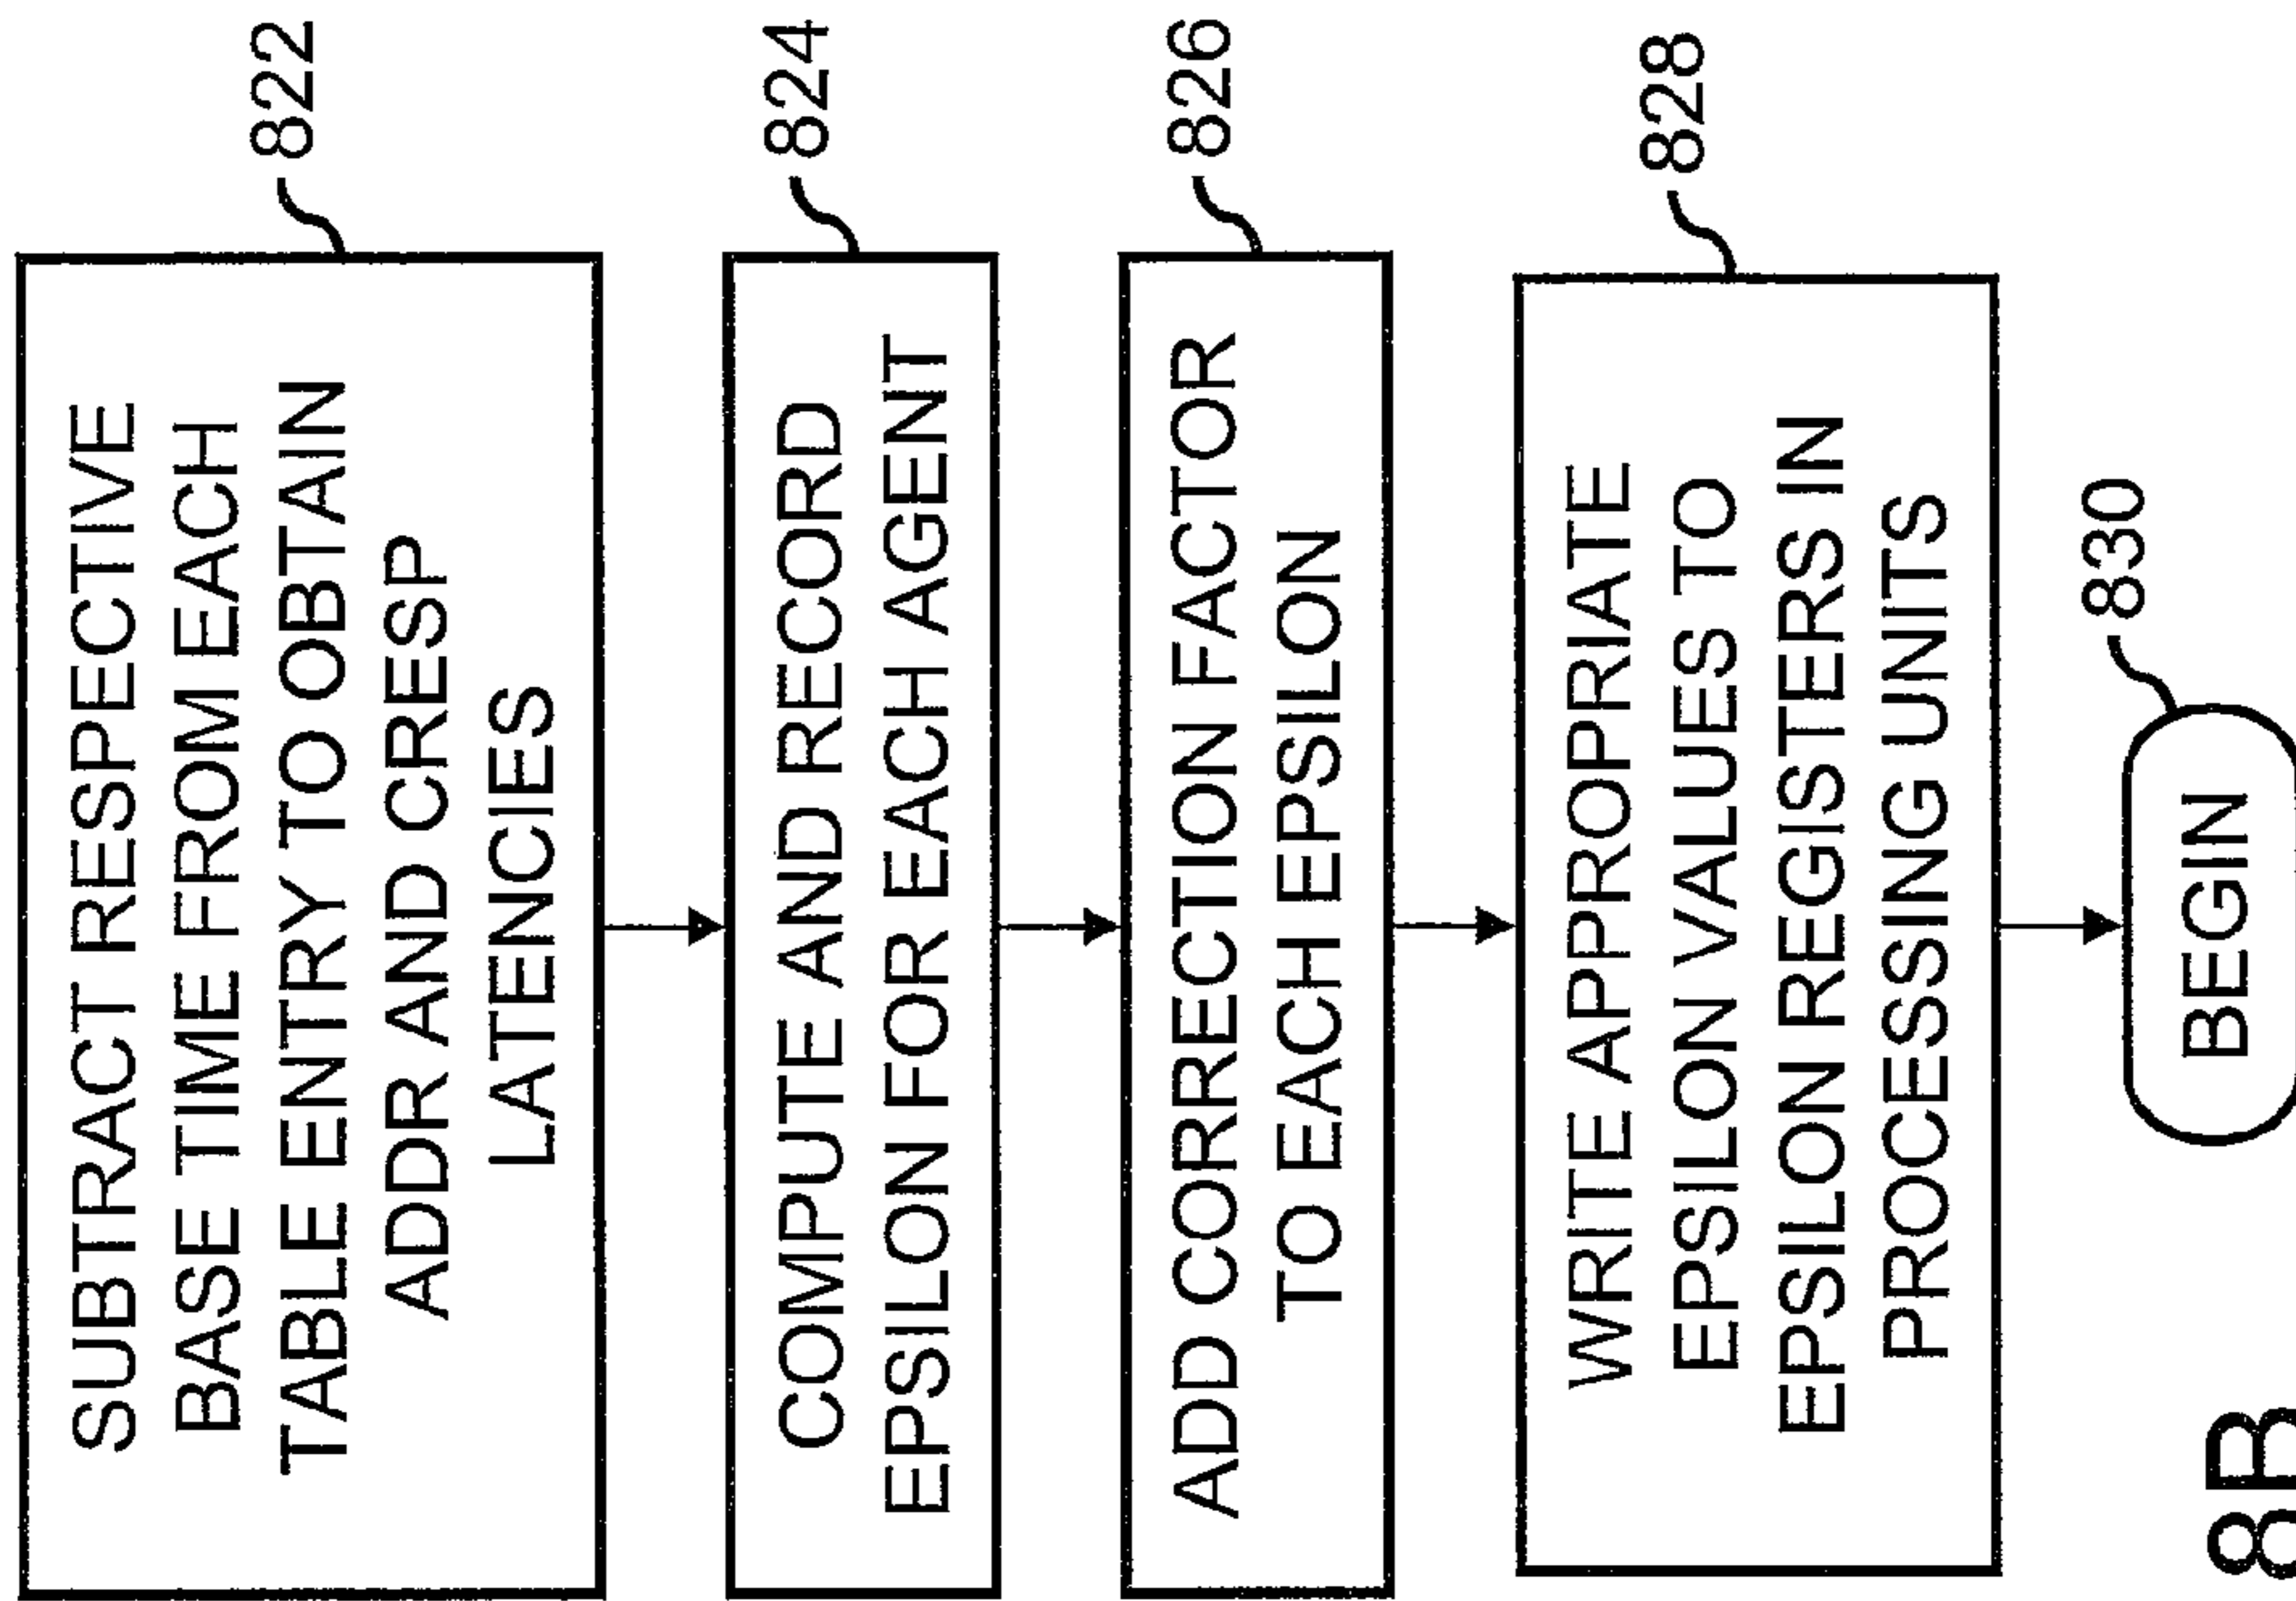 SUBTRACT RESPECTIVE
BASE TIME FROM EACH
TABLE ENTRY TO OBTAIN
ADDR AND CRESP
LATENCIES
822
COMPUTE AND RECORD
EPSILON FOR EACH AGENT
824
ADD CORRECTION FACTOR
TO EACH EPSILON
826
WRITE APPROPRIATE
EPSILON VALUES TO
EPSILON REGISTERS IN
PROCESSING UNITS
828
830
BEGIN
8B